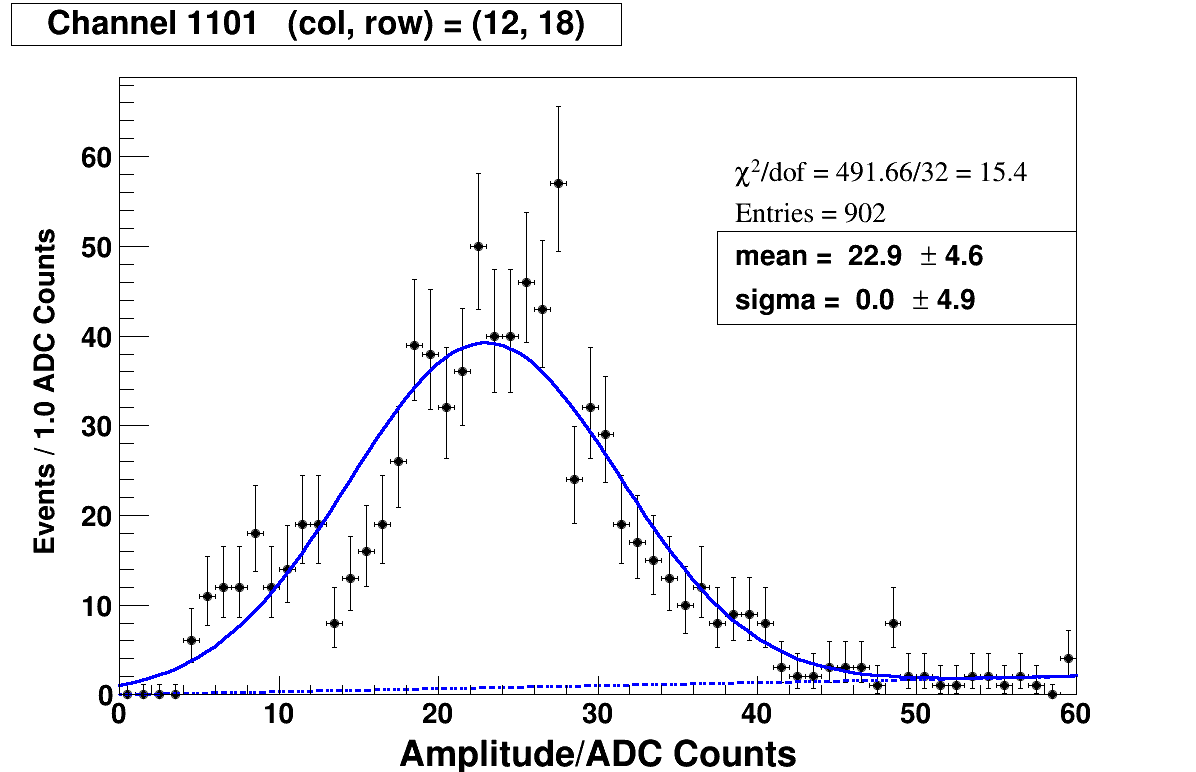 Channel 1101 (col, row) = (12, 18)
χ²/dof = 491.66/32 = 15.4
Entries = 902
mean = 22.9 ± 4.6
sigma = 0.0 ± 4.9
Events / 1.0 ADC Counts
60
50
40
30
20
10
0
0 10 20 30 40 50 60
Amplitude/ADC Counts